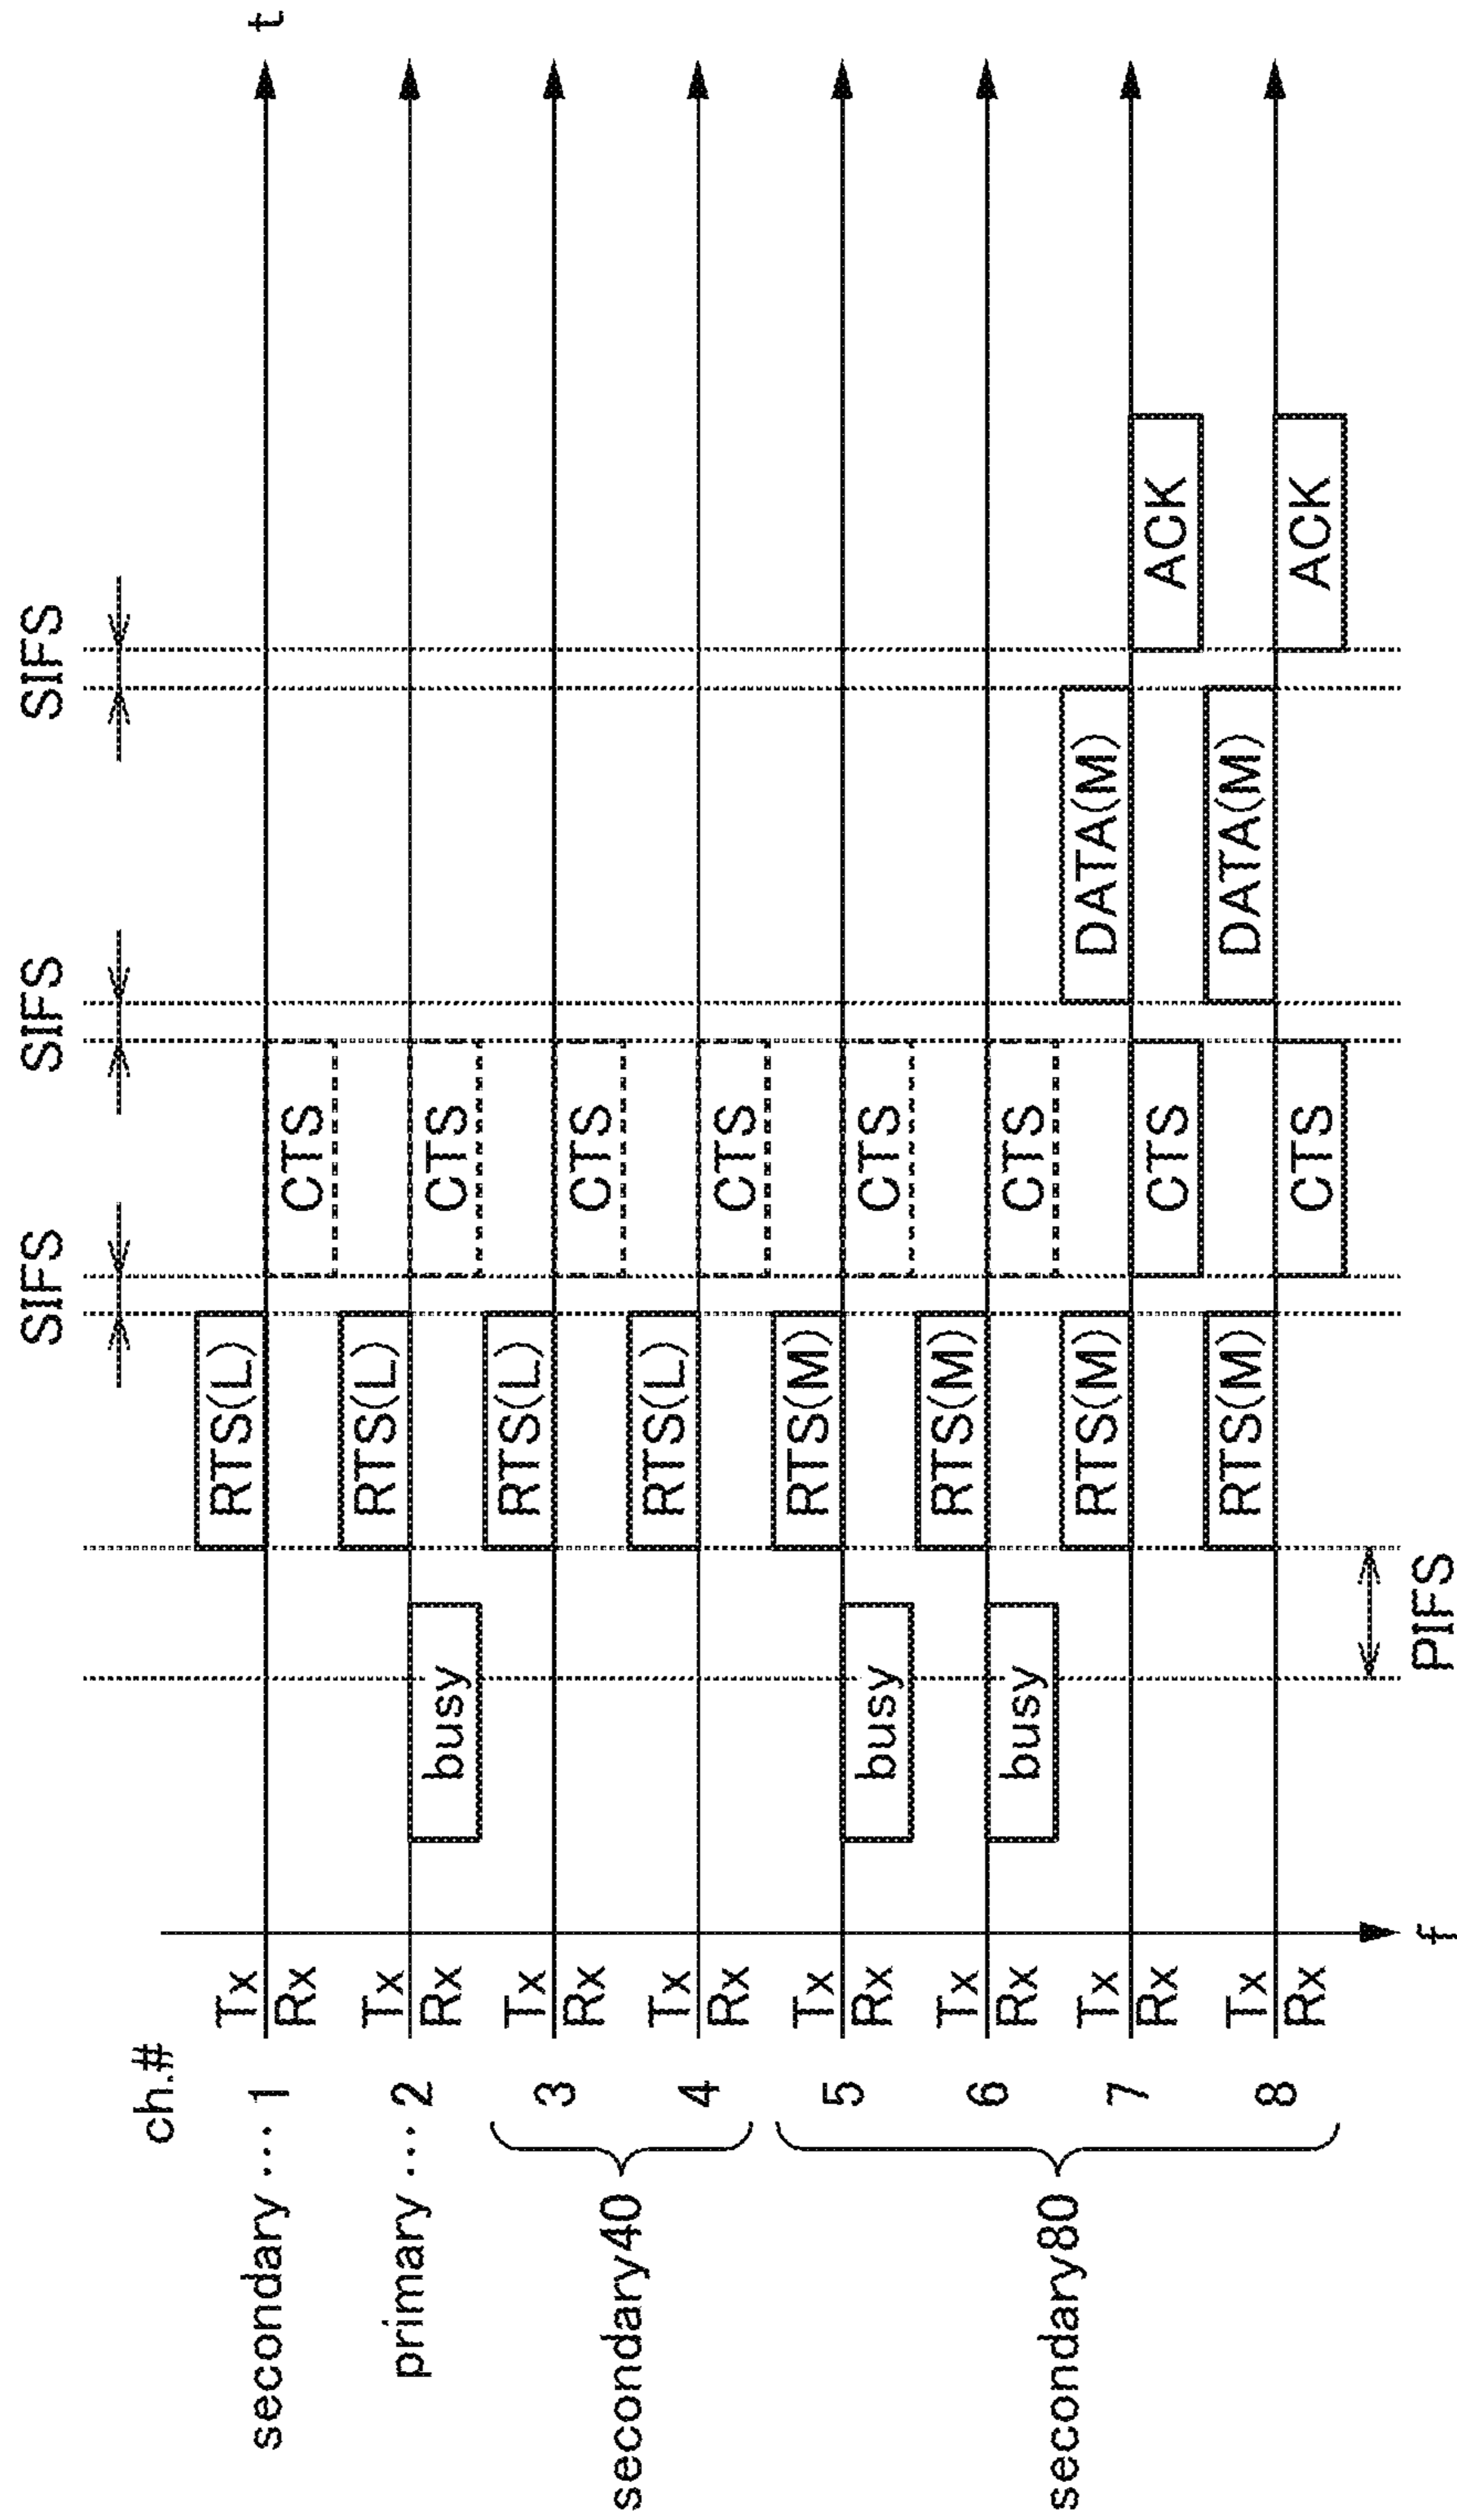 SIFS SIFS SIFS
ch.# t
secondary ··· 1 Tx RTS(L)
Rx CTS
primary ··· 2 Tx RTS(L)
Rx busy CTS
secondary40
3 Tx RTS(L)
Rx CTS
4 Tx RTS(L)
Rx CTS
secondary80
5 Tx RTS(M)
Rx busy CTS
6 Tx RTS(M)
Rx busy CTS
7 Tx RTS(M) DATA(M)
Rx CTS ACK
8 Tx RTS(M) DATA(M)
Rx CTS ACK
f PIFS